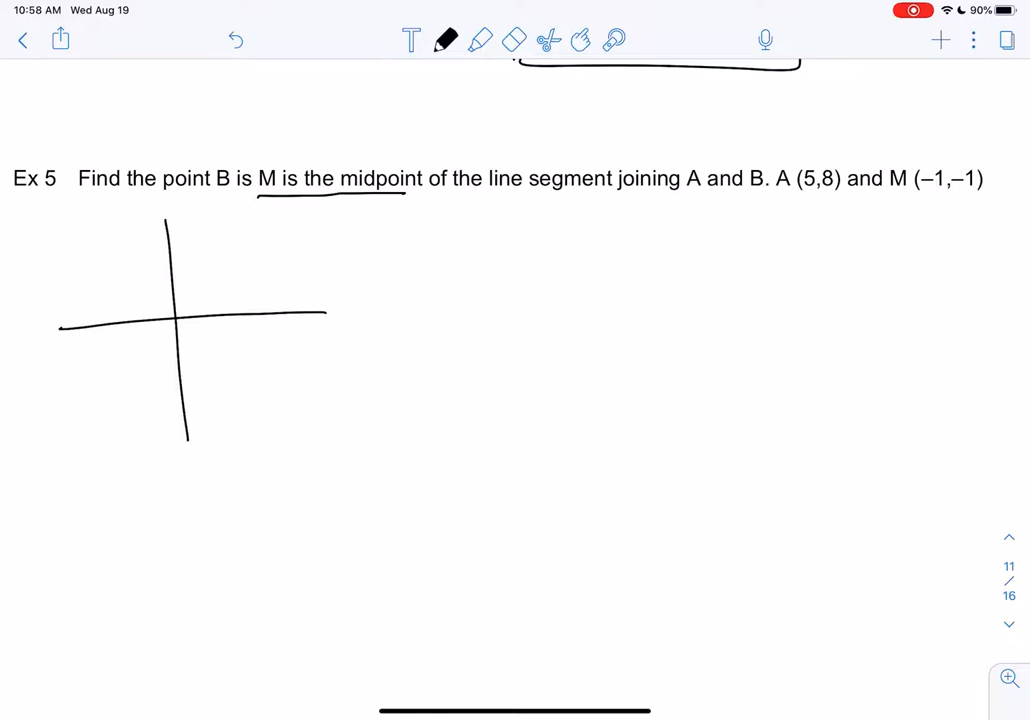 10:58 AM Wed Aug 19
90%
T
Ex 5 Find the point B is M is the midpoint of the line segment joining A and B. A (5,8) and M (–1,–1)
11
/
16